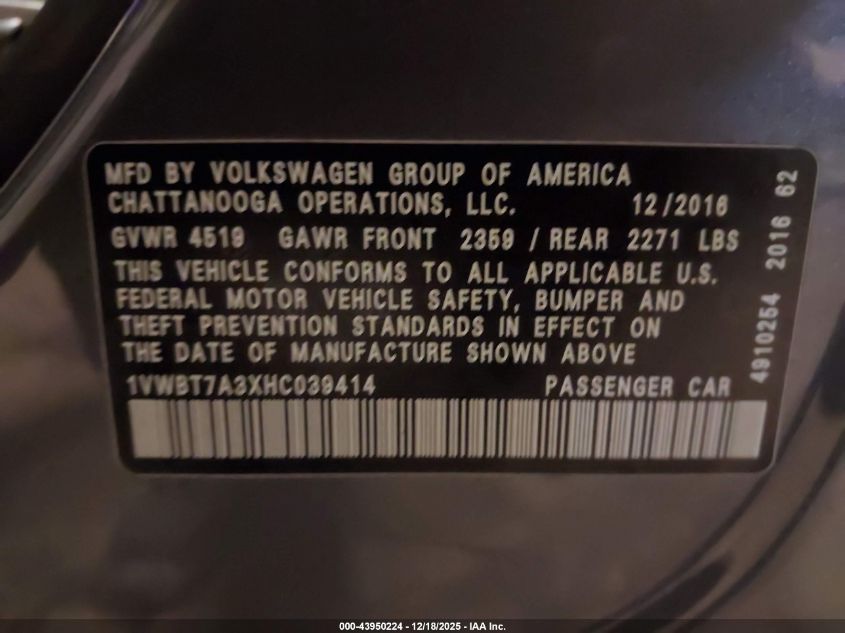 MFD BY VOLKSWAGEN GROUP OF AMERICA
CHATTANOOGA OPERATIONS, LLC. 12/2016
GVWR 4519 GAWR FRONT 2359 / REAR 2271 LBS
THIS VEHICLE CONFORMS TO ALL APPLICABLE U.S.
FEDERAL MOTOR VEHICLE SAFETY, BUMPER AND
THEFT PREVENTION STANDARDS IN EFFECT ON
THE DATE OF MANUFACTURE SHOWN ABOVE
1VWBT7A3XHC039414 PASSENGER CAR
4910254 2016 62
000-43950224 - 12/18/2025 - IAA Inc.